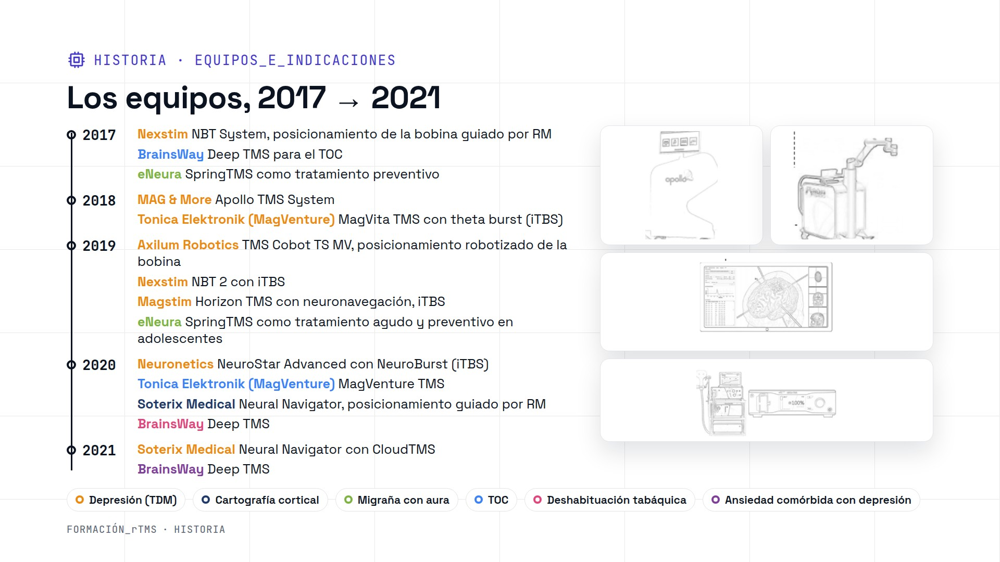 HISTORIA · EQUIPOS_E_INDICACIONES
Los equipos, 2017 → 2021
2017
Nexstim NBT System, posicionamiento de la bobina guiado por RM
BrainsWay Deep TMS para el TOC
eNeura SpringTMS como tratamiento preventivo
2018
MAG & More Apollo TMS System
Tonica Elektronik (MagVenture) MagVita TMS con theta burst (iTBS)
2019
Axilum Robotics TMS Cobot TS MV, posicionamiento robotizado de la
bobina
Nexstim NBT 2 con iTBS
Magstim Horizon TMS con neuronavegación, iTBS
eNeura SpringTMS como tratamiento agudo y preventivo en
adolescentes
2020
Neuronetics NeuroStar Advanced con NeuroBurst (iTBS)
Tonica Elektronik (MagVenture) MagVenture TMS
Soterix Medical Neural Navigator, posicionamiento guiado por RM
BrainsWay Deep TMS
2021
Soterix Medical Neural Navigator con CloudTMS
BrainsWay Deep TMS
apollo
100%
Depresión (TDM)
Cartografía cortical
Migraña con aura
TOC
Deshabituación tabáquica
Ansiedad comórbida con depresión
FORMACIÓN_rTMS · HISTORIA